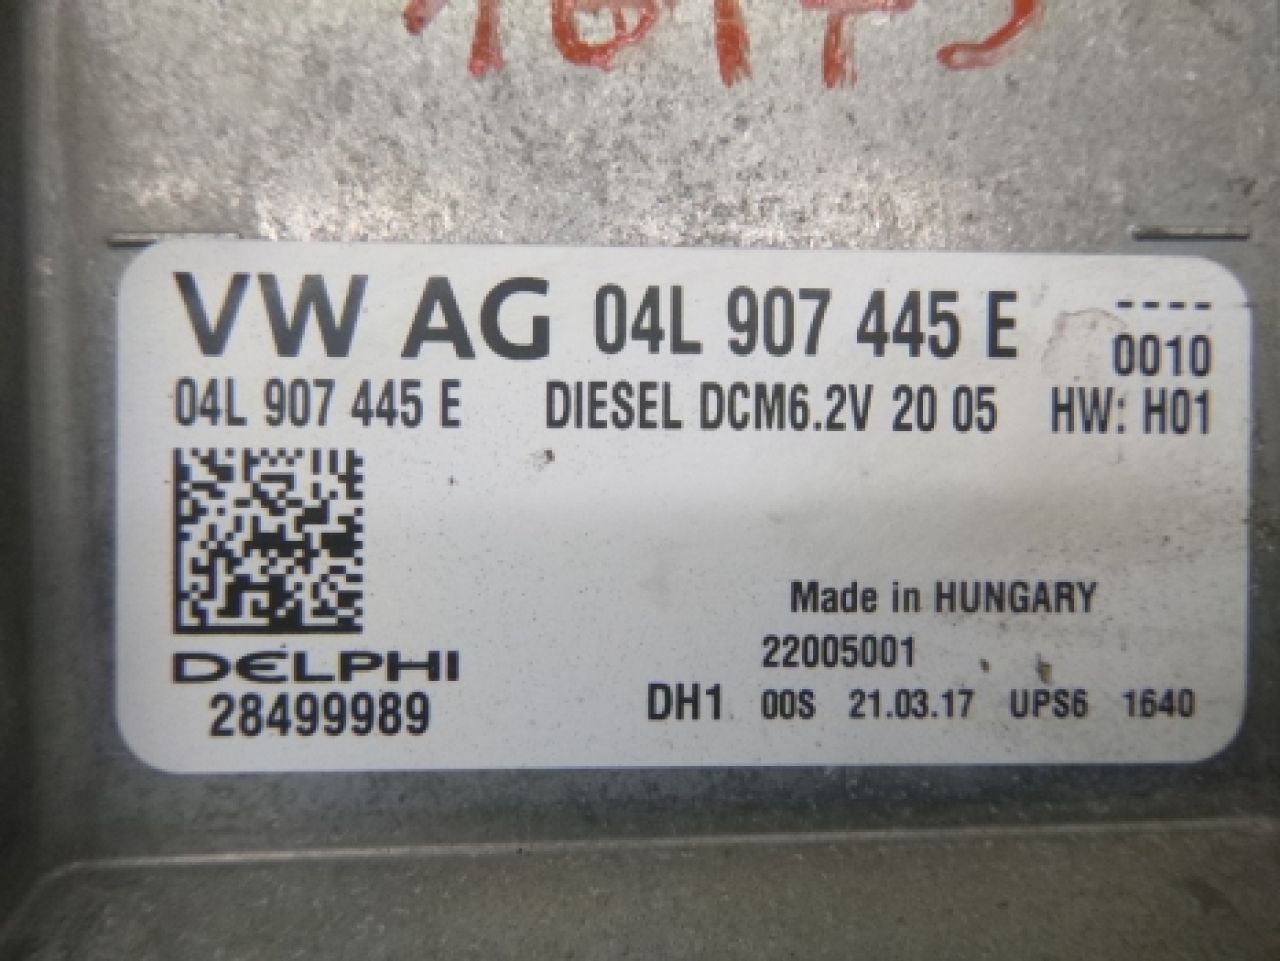 VW AG 04L 907 445 E ----
0010
04L 907 445 E DIESEL DCM6.2V 20 05 HW: H01
Made in HUNGARY
22005001
DELPHI
28499989
DH1 00S 21.03.17 UPS6 1640